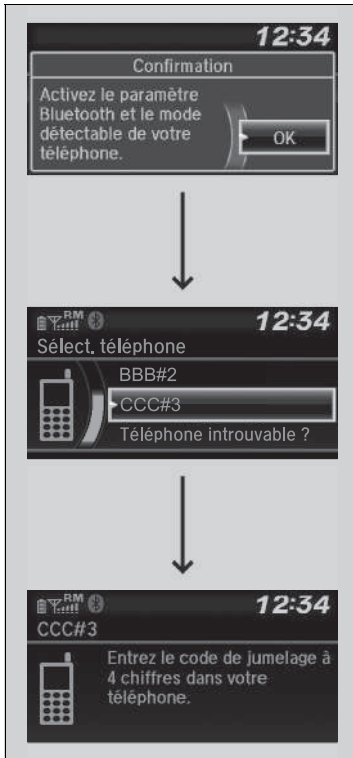 12:34
Confirmation
Activez le paramètre
Bluetooth et le mode
détectable de votre
téléphone.
OK
RM
12:34
Sélect. téléphone
BBB#2
CCC#3
Téléphone introuvable ?
RM
12:34
CCC#3
Entrez le code de jumelage à
4 chiffres dans votre
téléphone.